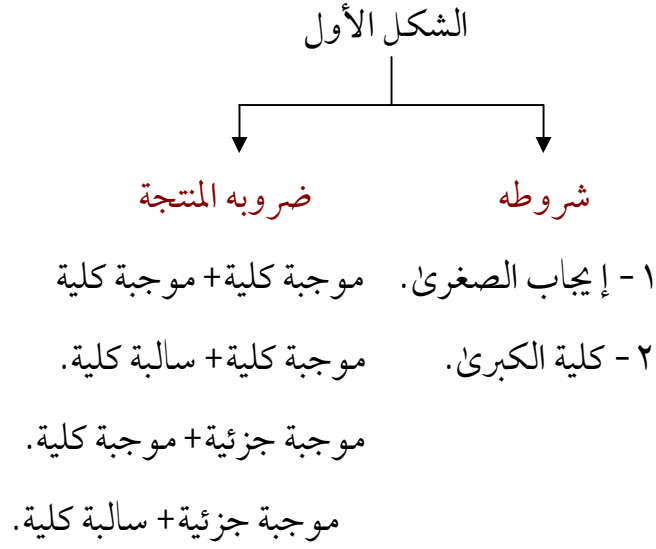 الشكل الأول
شروطه ضروبه المنتجة
١ - إيجاب الصغرىٰ. موجبة كلية + موجبة كلية
٢ - كلية الكبرىٰ. موجبة كلية + سالبة كلية.
موجبة جزئية + موجبة كلية.
موجبة جزئية + سالبة كلية.